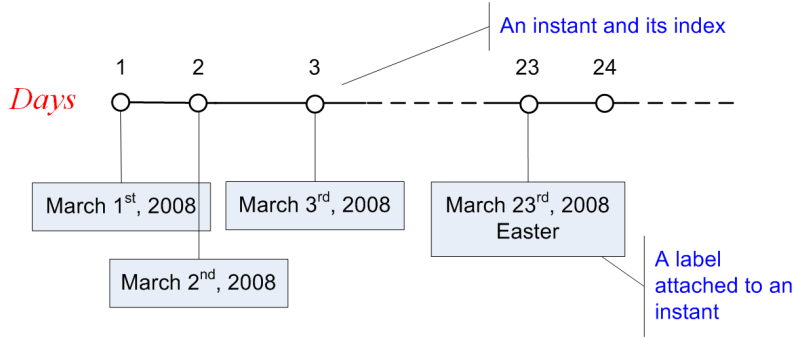 An instant and its index
1 2 3 23 24
Days
March 1st, 2008
March 3rd, 2008
March 23rd, 2008
Easter
March 2nd, 2008
A label
attached to an
instant